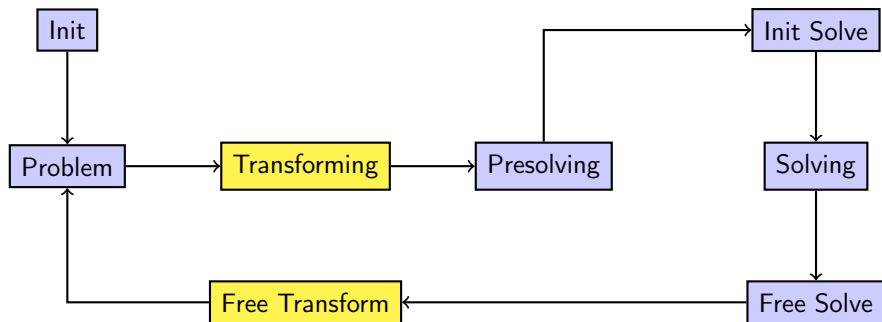 Init
Init Solve
Problem
Transforming
Presolving
Solving
Free Transform
Free Solve